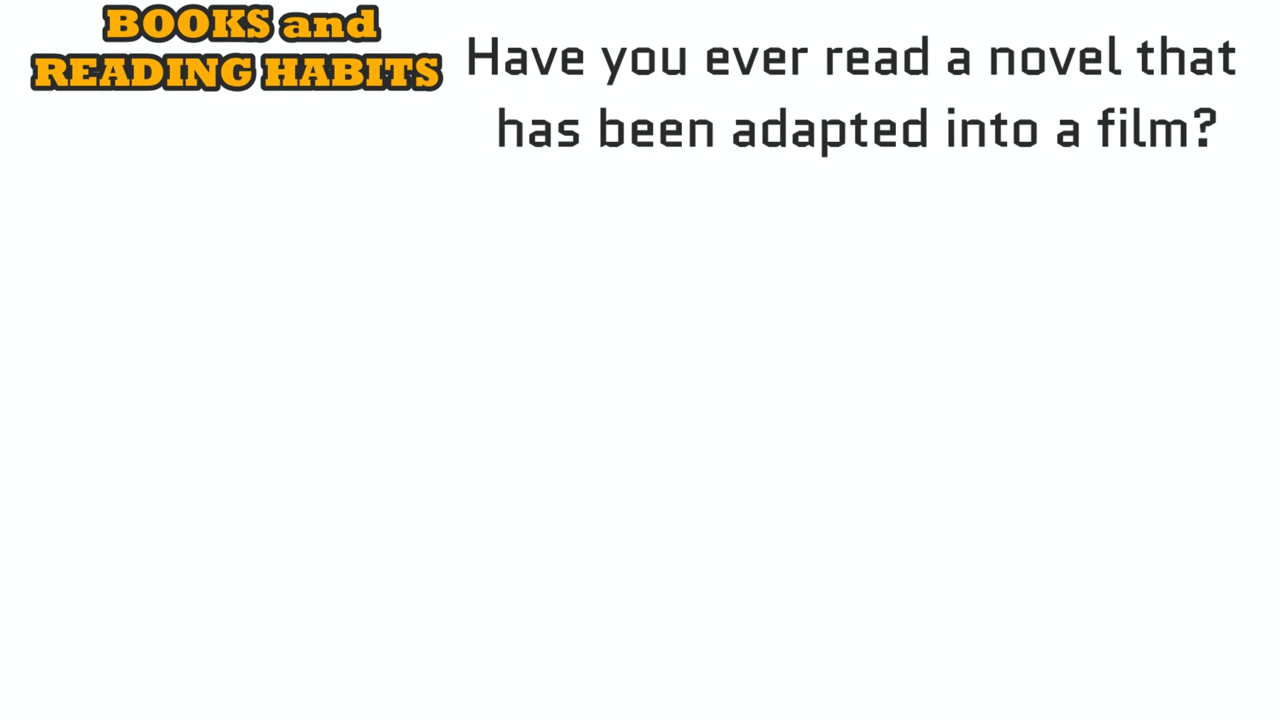 BOOKS and
READING HABITS
Have you ever read a novel that
has been adapted into a film?